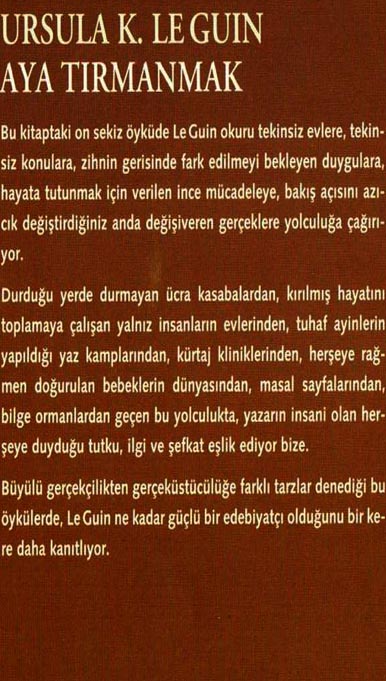 URSULA K. LE GUIN
AYA TIRMANMAK
Bu kitaptaki on sekiz öyküde Le Guin okuru tekinsiz evlere, tekin-
siz konulara, zihnin gerisinde fark edilmeyi bekleyen duygulara,
hayata tutunmak için verilen ince mücadeleye, bakış açısını azı-
cık değiştirdiğiniz anda değişiveren gerçeklere yolculuğa çağırı-
yor.
Durduğu yerde durmayan ücra kasabalardan, kırılmış hayatını
toplamaya çalışan yalnız insanların evlerinden, tuhaf ayinlerin
yapıldığı yaz kamplarından, kürtaj kliniklerinden, herşeye rağ-
men doğurulan bebeklerin dünyasından, masal sayfalarından,
bilge ormanlardan geçen bu yolculukta, yazarın insani olan her-
şeye duyduğu tutku, ilgi ve şefkat eşlik ediyor bize.
Büyülü gerçekçilikten gerçeküstücülüğe farklı tarzlar denediği bu
öykülerde, Le Guin ne kadar güçlü bir edebiyatçı olduğunu bir ke-
re daha kanıtlıyor.